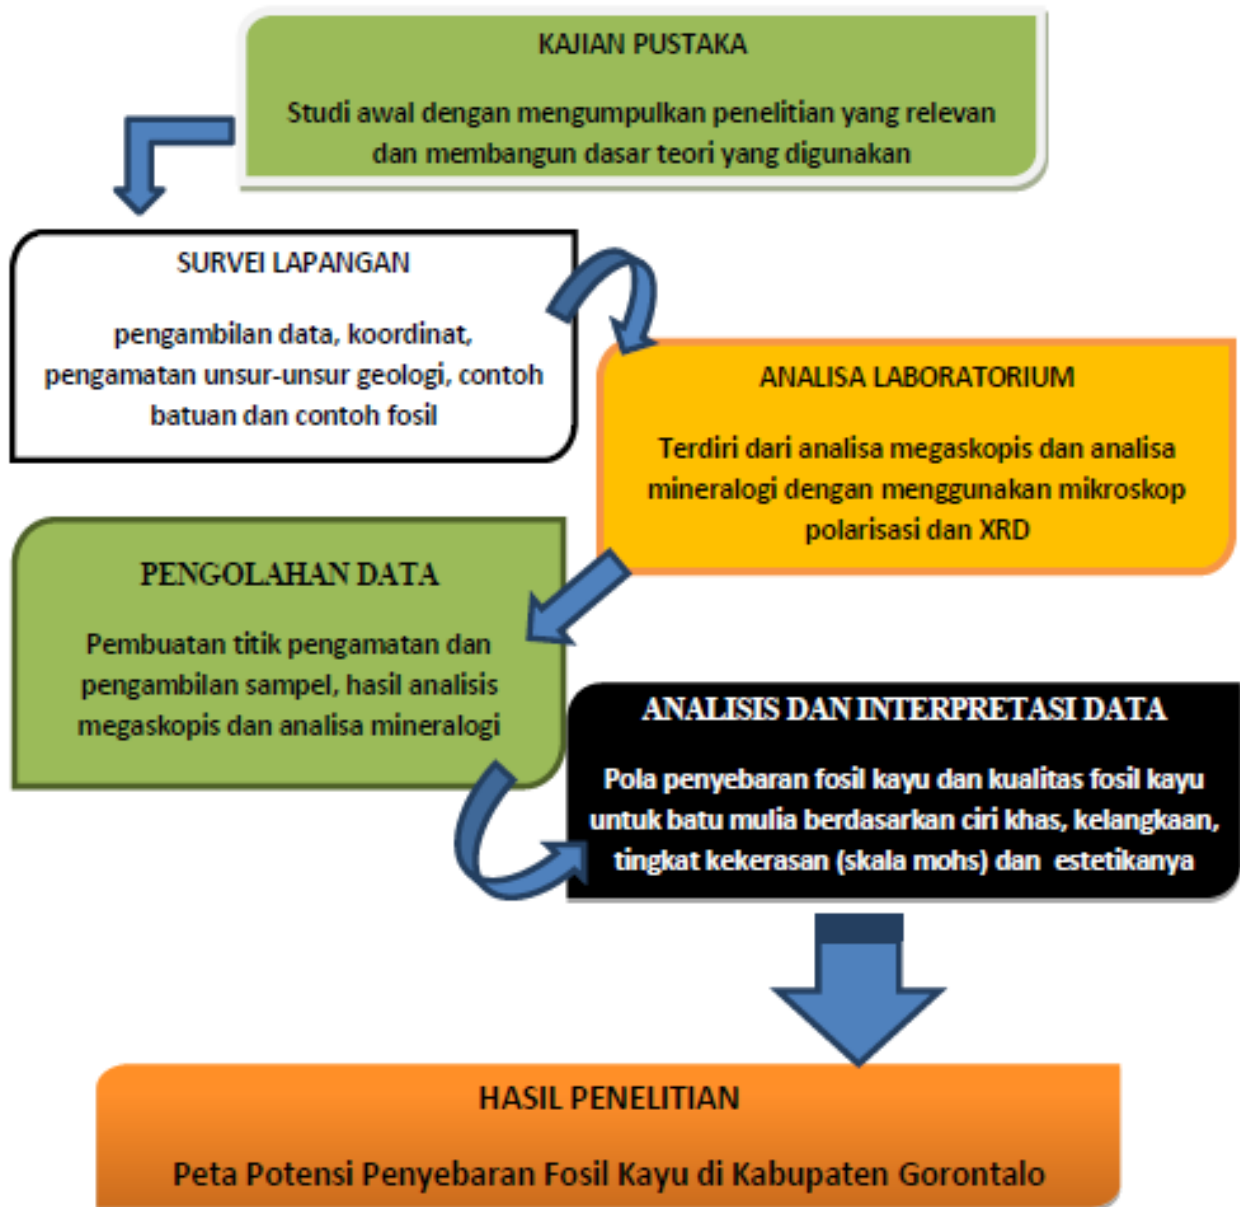 KAJIAN PUSTAKA
Studi awal dengan mengumpulkan penelitian yang relevan
dan membangun dasar teori yang digunakan
SURVEI LAPANGAN
pengambilan data, koordinat,
pengamatan unsur-unsur geologi, contoh
batuan dan contoh fosil
ANALISA LABORATORIUM
Terdiri dari analisa megaskopis dan analisa
mineralogi dengan menggunakan mikroskop
polarisasi dan XRD
PENGOLAHAN DATA
Pembuatan titik pengamatan dan
pengambilan sampel, hasil analisis
megaskopis dan analisa mineralogi
ANALISIS DAN INTERPRETASI DATA
Pola penyebaran fosil kayu dan kualitas fosil kayu
untuk batu mulia berdasarkan ciri khas, kelangkaan,
tingkat kekerasan (skala mohs) dan estetikanya
HASIL PENELITIAN
Peta Potensi Penyebaran Fosil Kayu di Kabupaten Gorontalo